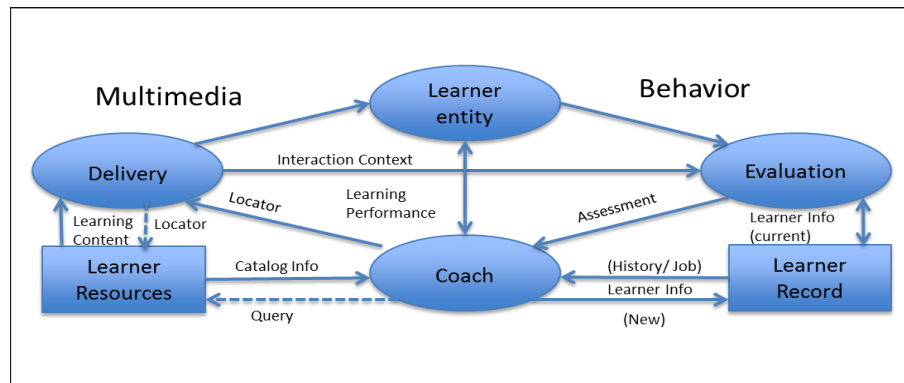 Multimedia
Learner
entity
Behavior
Delivery
Interaction Context
Evaluation
Locator
Learning
Performance
Assessment
Learning
Content
Locator
Learner Info
(current)
Learner
Resources
Catalog Info
Coach
(History/ Job)
Learner
Record
Query
Learner Info
(New)